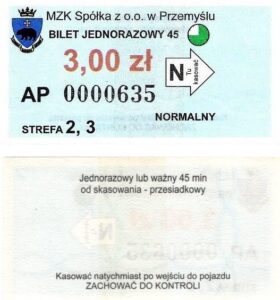 MZK Spółka z o.o. w Przemyślu
BILET JEDNORAZOWY 45
3,00 zł
N
Tu kasować
AP 0000635
NORMALNY
STREFA 2, 3
Jednorazowy lub ważny 45 min
od skasowania - przesiadkowy
Kasować natychmiast po wejściu do pojazdu
ZACHOWAĆ DO KONTROLI